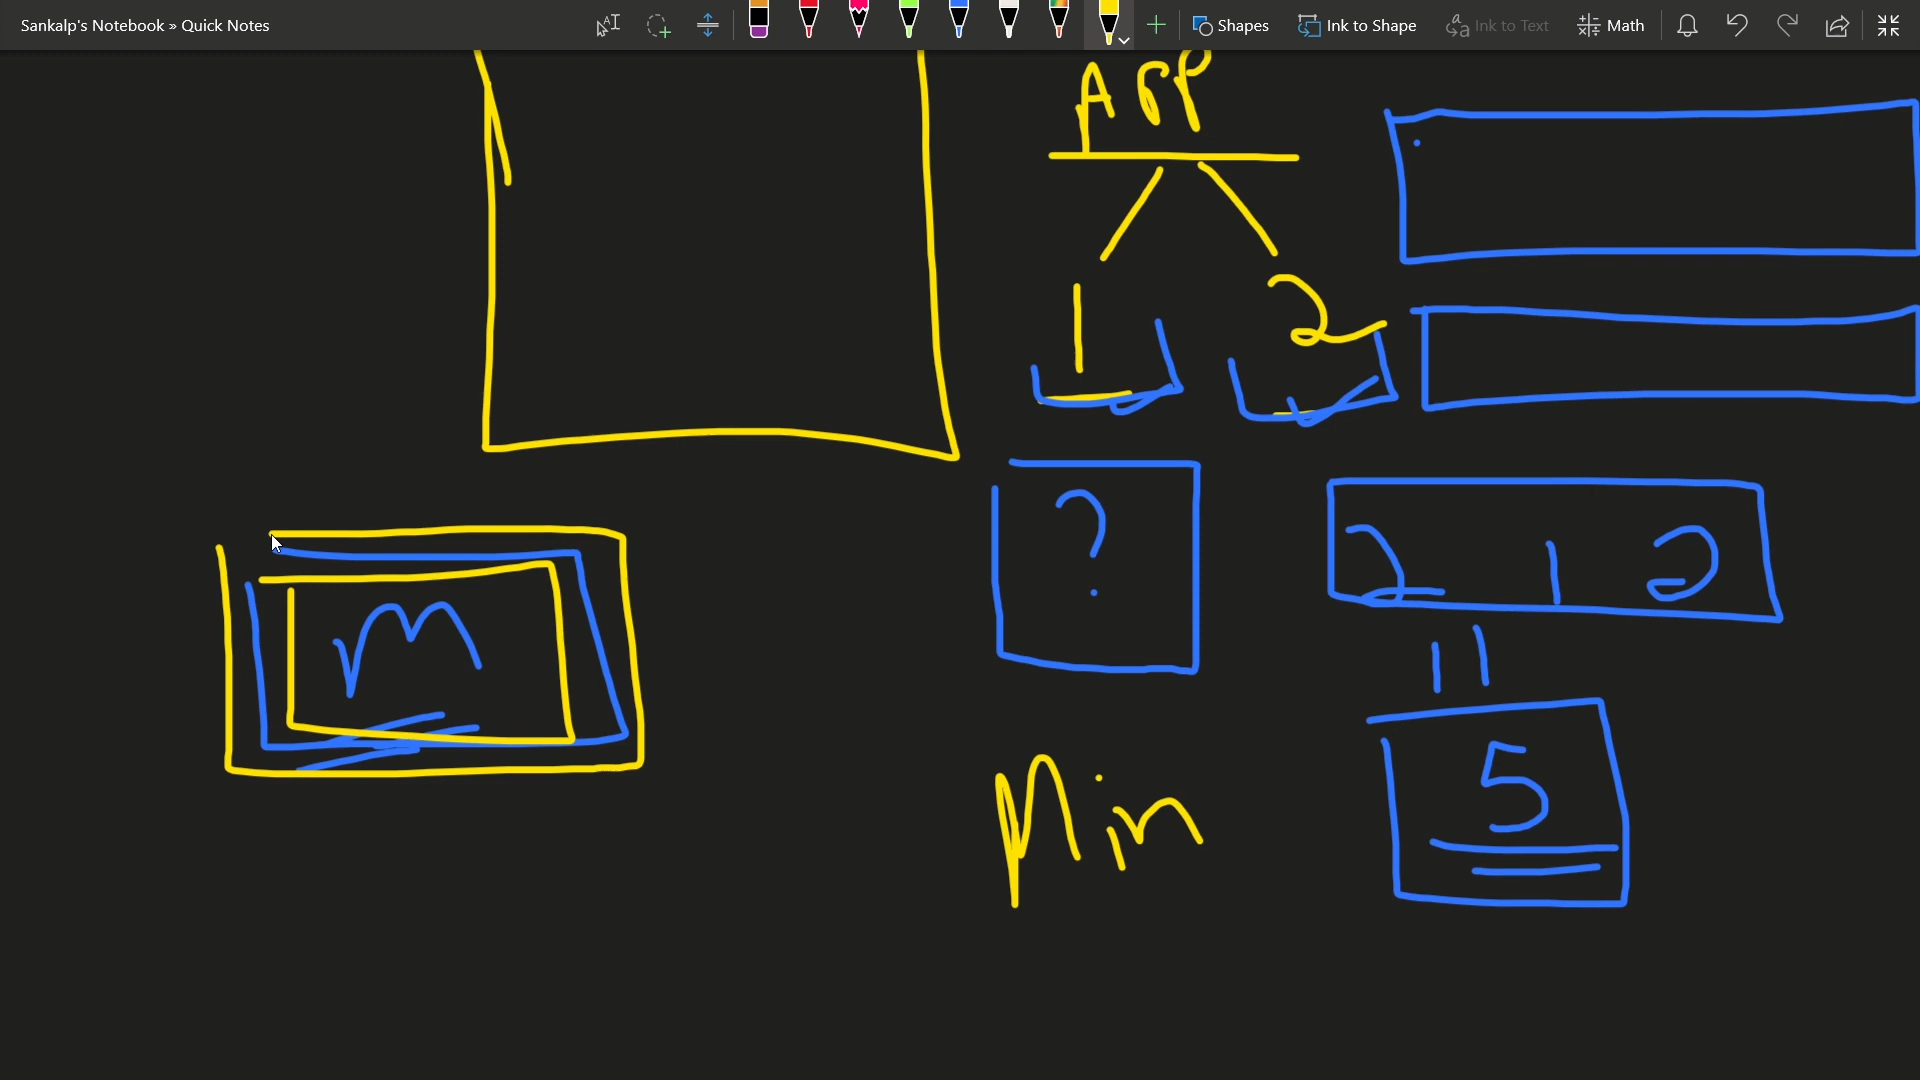 Sankalp's Notebook » Quick Notes
Shapes
Ink to Shape
Ink to Text
Math
APP
1 2
?
2 1 2
m
5
Min